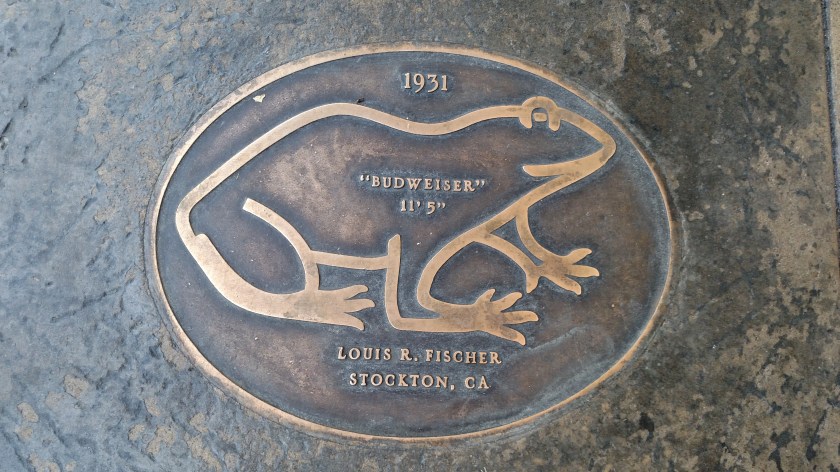 1931
"BUDWEISER"
11' 5"
LOUIS R. FISCHER
STOCKTON, CA